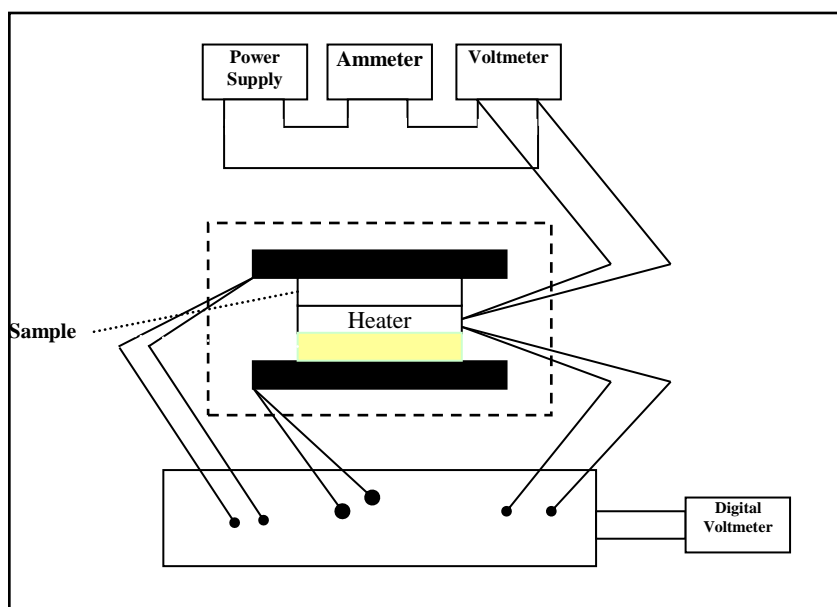 Power
Supply
Ammeter
Voltmeter
Sample
Heater
Digital
Voltmeter